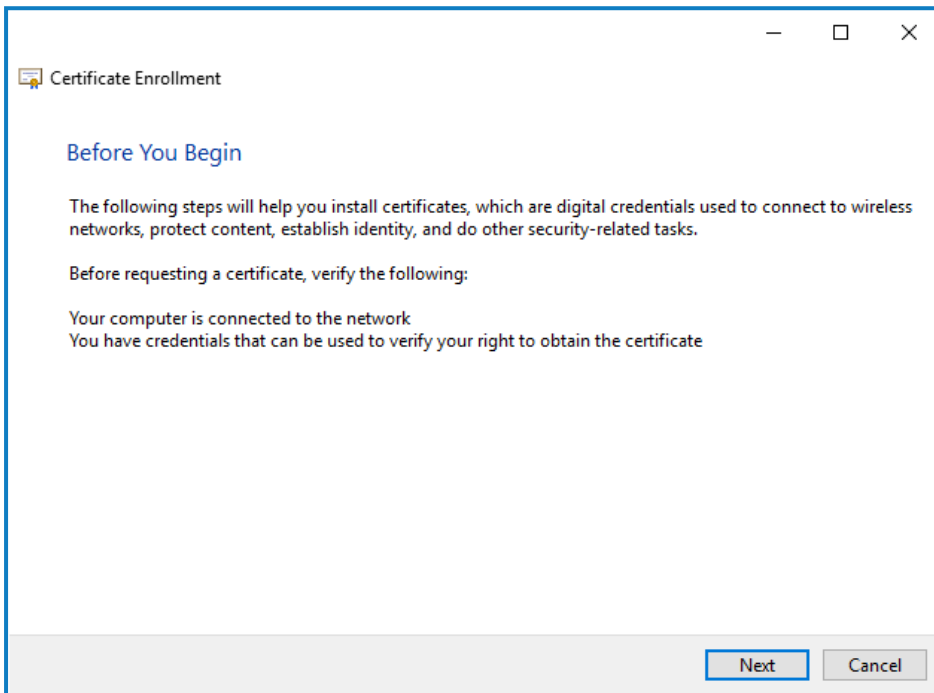 Certificate Enrollment
Before You Begin
The following steps will help you install certificates, which are digital credentials used to connect to wireless
networks, protect content, establish identity, and do other security-related tasks.
Before requesting a certificate, verify the following:
Your computer is connected to the network
You have credentials that can be used to verify your right to obtain the certificate
Next
Cancel